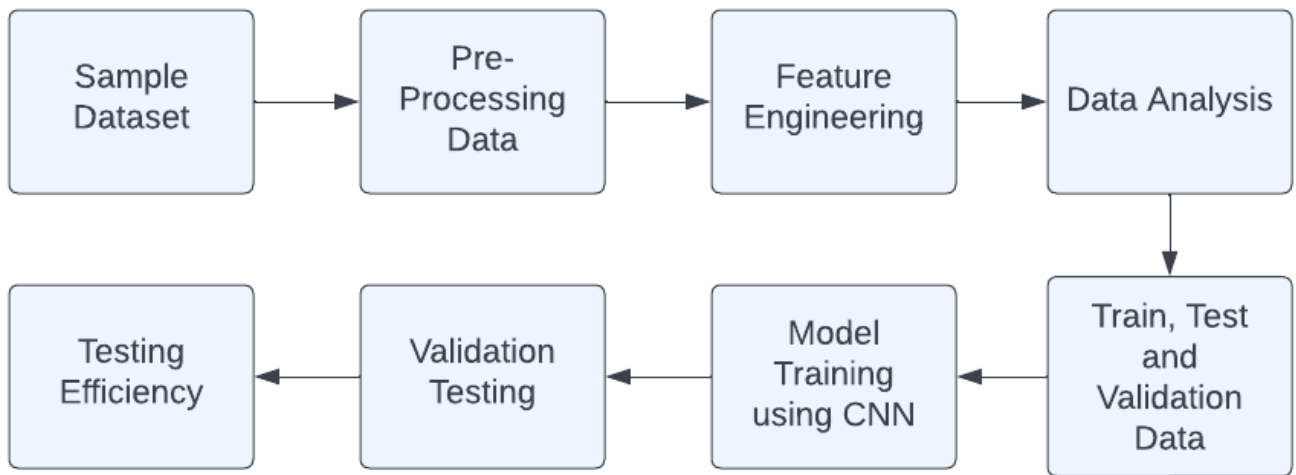 Sample
Dataset
Pre-
Processing
Data
Feature
Engineering
Data Analysis
Train, Test
and
Validation
Data
Model
Training
using CNN
Validation
Testing
Testing
Efficiency